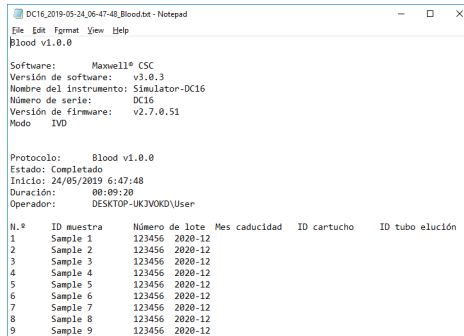 DC16_2019-05-24_06-47-48_Blood.txt - Notepad
File Edit Format View Help
Blood v1.0.0
Software: Maxwell® CSC
Versión de software: v3.0.3
Nombre del instrumento: Simulator-DC16
Número de serie: DC16
Versión de firmware: v2.7.0.51
Modo IVD
Protocolo: Blood v1.0.0
Estado: Completado
Inicio: 24/05/2019 6:47:48
Duración: 00:09:20
Operador: DESKTOP-UKJVOKD\User
N.º ID muestra Número de lote Mes caducidad ID cartucho ID tubo elución
1 Sample 1 123456 2020-12
2 Sample 2 123456 2020-12
3 Sample 3 123456 2020-12
4 Sample 4 123456 2020-12
5 Sample 5 123456 2020-12
6 Sample 6 123456 2020-12
7 Sample 7 123456 2020-12
8 Sample 8 123456 2020-12
9 Sample 9 123456 2020-12